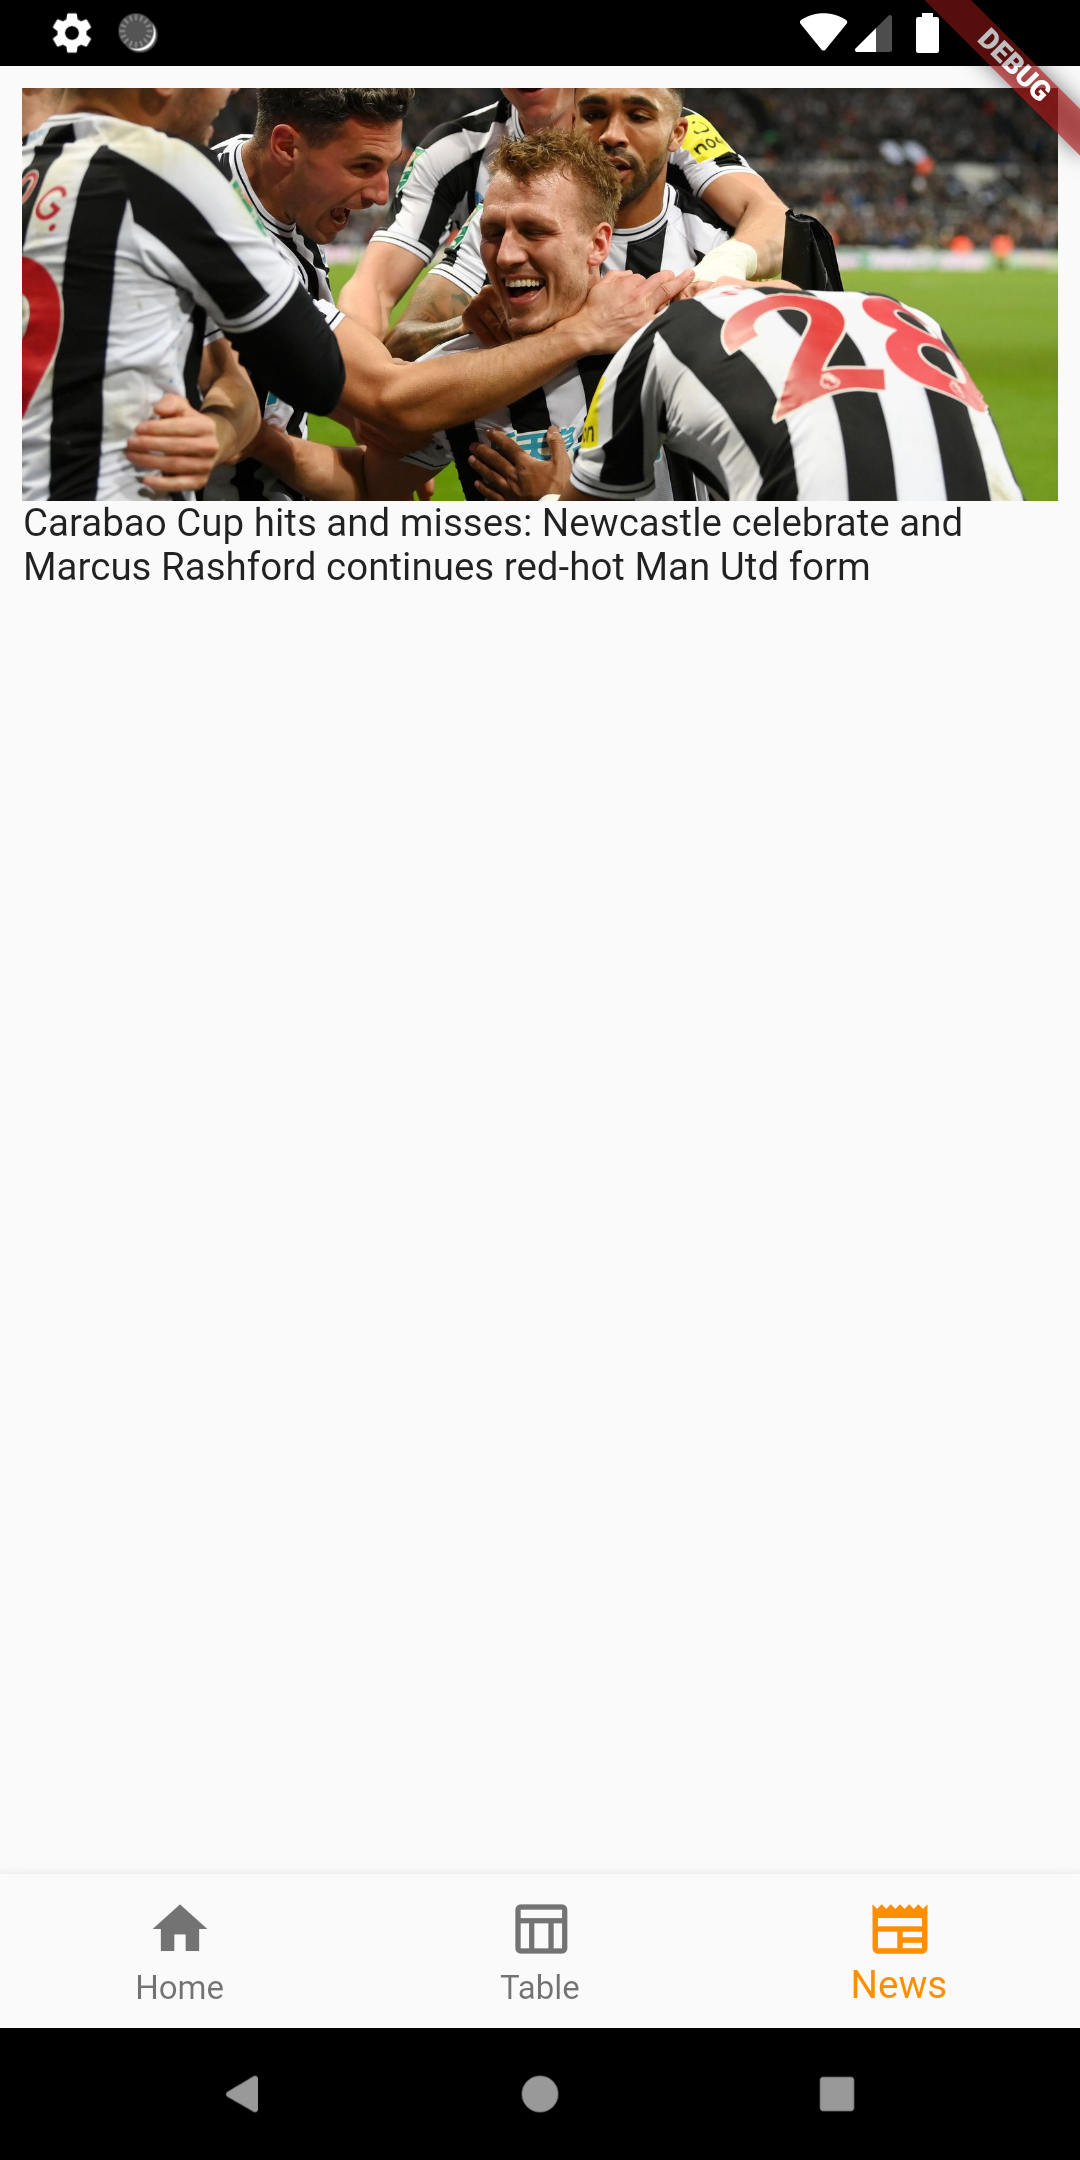 DEBUG
G.
28
Carabao Cup hits and misses: Newcastle celebrate and
Marcus Rashford continues red-hot Man Utd form
Home
Table
News